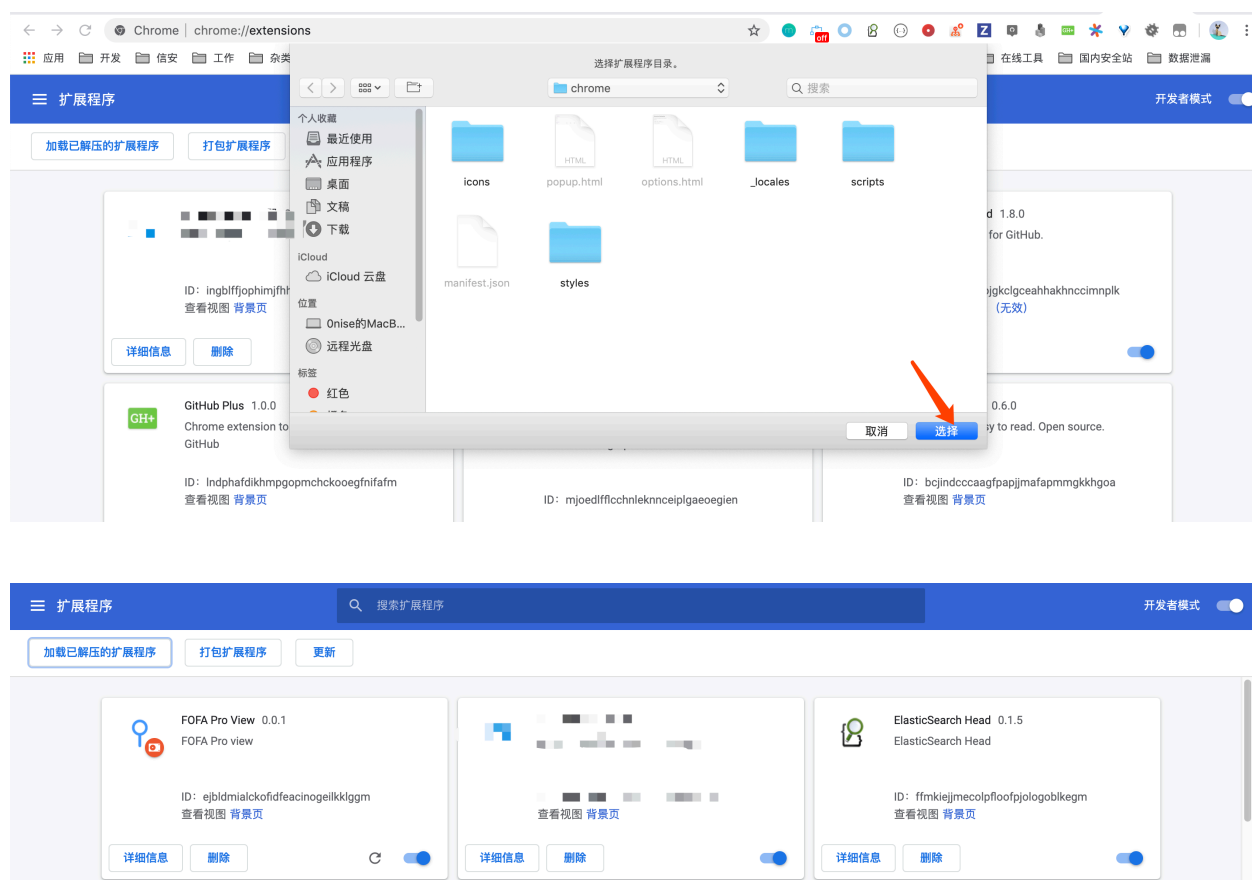 Chrome | chrome://extensions
off
Z
GH+
应用 开发 信安 工作 杂类
在线工具 国内安全站 数据泄漏
选择扩展程序目录。
扩展程序
开发者模式
chrome
搜索
加载已解压的扩展程序 打包扩展程序
个人收藏
最近使用
应用程序
桌面
文稿
下载
iCloud
iCloud 云盘
位置
0nise的MacB...
远程光盘
标签
红色
HTML
HTML
icons popup.html options.html _locales scripts
manifest.json styles
取消 选择
ID：ingblffjophimjfhh
查看视图 背景页
详细信息 删除
d 1.8.0
for GitHub.
ojgkclgceahhakhnccimnplk
（无效）
GH+
GitHub Plus 1.0.0
Chrome extension to
GitHub
ID：lndphafdikhmpgopmchckooegfnifafm
查看视图 背景页
ID：mjoedlfflcchnleknnceiplgaeoegien
0.6.0
sy to read. Open source.
ID：bcjindcccaagfpapjjmafapmmgkkhgoa
查看视图 背景页
扩展程序
搜索扩展程序
开发者模式
加载已解压的扩展程序 打包扩展程序 更新
FOFA Pro View 0.0.1
FOFA Pro view
ID：ejbldmialckofidfeacinogeilkklggm
查看视图 背景页
详细信息 删除
查看视图 背景页
详细信息 删除
ElasticSearch Head 0.1.5
ElasticSearch Head
ID：ffmkiejjmecolpfloofpjologoblkegm
查看视图 背景页
详细信息 删除